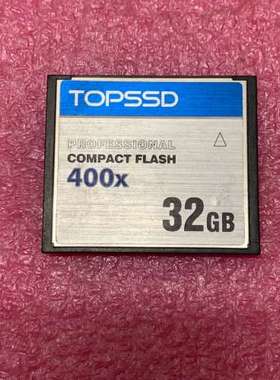 TOPSSD
PROFESSIONAL
COMPACT FLASH
400x
32GB